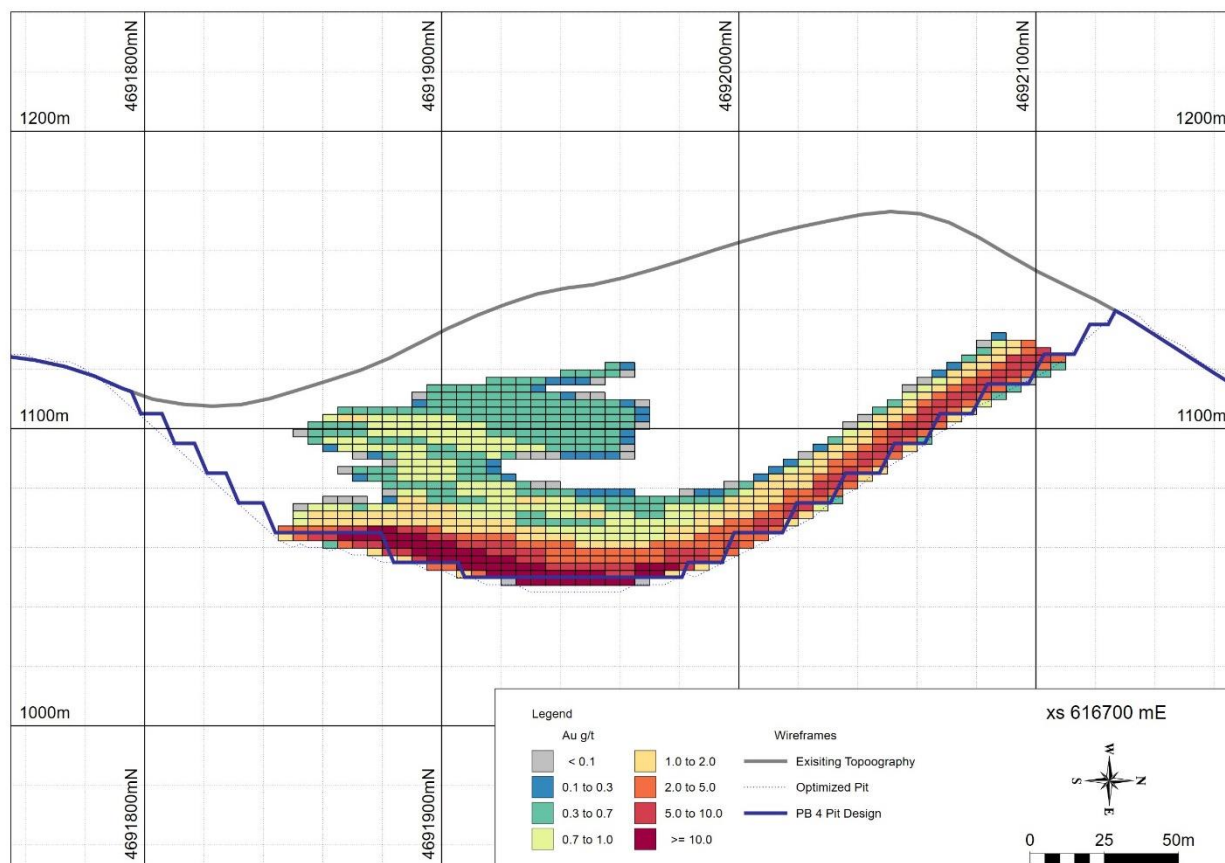 4691800mN
4691900mN
4692000mN
4692100mN
1200m
1200m
1100m
1100m
1000m
4691800mN
4691900mN
xs 616700 mE
Legend
Au g/t
Wireframes
< 0.1
1.0 to 2.0
Exisiting Topoography
0.1 to 0.3
2.0 to 5.0
Optimized Pit
0.3 to 0.7
5.0 to 10.0
PB 4 Pit Design
0.7 to 1.0
>= 10.0
W
S
N
E
0 25 50m